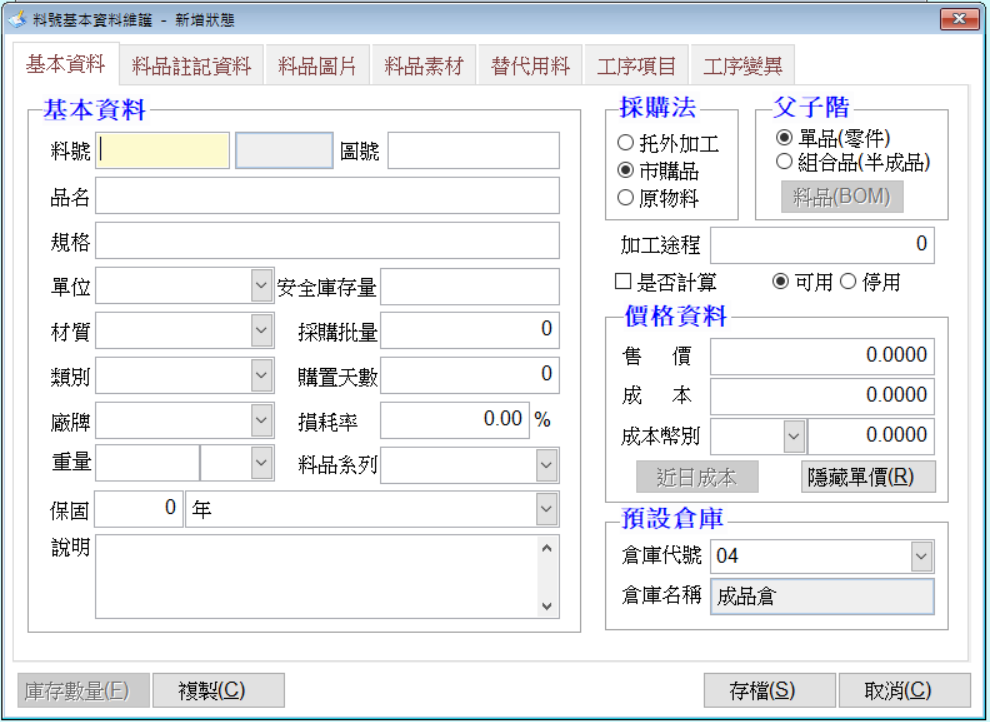 料號基本資料維護 - 新增狀態
基本資料 料品註記資料 料品圖片 料品素材 替代用料 工序項目 工序變異
基本資料
料號 圖號
品名
規格
單位 安全庫存量
材質 採購批量 0
類別 購置天數 0
廠牌 損耗率 0.00 %
重量 料品系列
保固 0 年
說明
採購法
托外加工
市購品
原物料
父子階
單品(零件)
組合品(半成品)
料品(BOM)
加工途程 0
是否計算 可用 停用
價格資料
售 價 0.0000
成 本 0.0000
成本幣別 0.0000
近日成本 隱藏單價(R)
預設倉庫
倉庫代號 04
倉庫名稱 成品倉
庫存數量(E) 複製(C) 存檔(S) 取消(C)